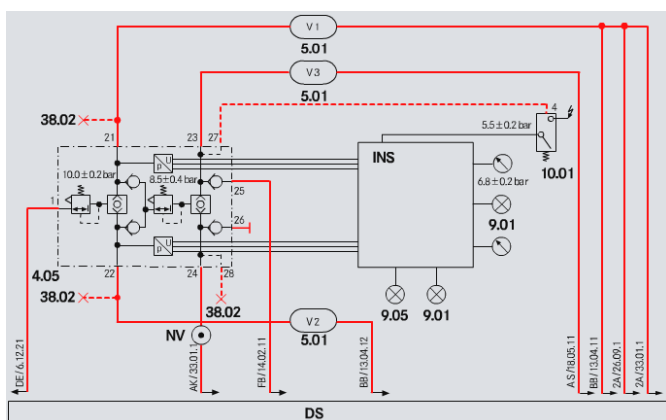 V1
5.01
V3
5.01
38.02
21
23
27
4
5.5±0.2 bar
10.01
INS
10.0±0.2 bar
U
p
8.5±0.4 bar
6.8±0.2 bar
1
25
9.01
26
U
p
4.05
22
24
28
38.02
38.02
9.05
9.01
NV
V2
5.01
DE/6.12.21
AK/33.01.1
FB/14.02.11
BB/13.04.12
AS/18.05.11
BB/13.04.11
2A/26.09.1
2A/33.01.1
DS